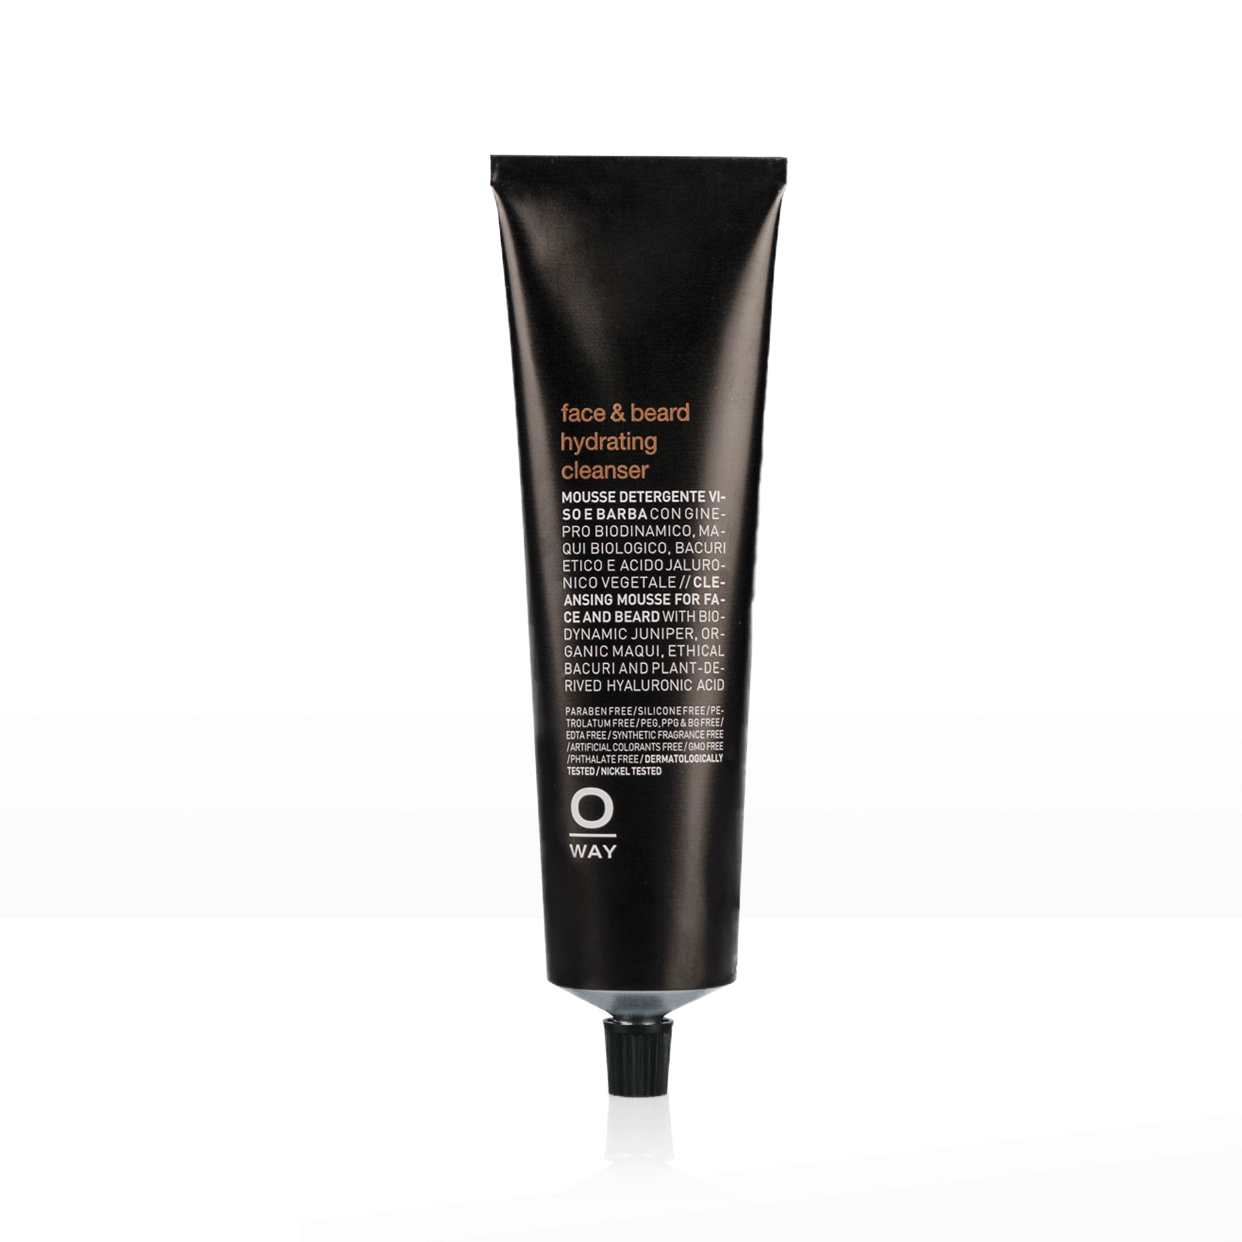 face & beard
hydrating
cleanser
MOUSSE DETERGENTE VI-
SO E BARBA CON GINE-
PRO BIODINAMICO, MA-
QUI BIOLOGICO, BACURI
ETICO E ACIDO JALURO-
NICO VEGETALE // CLE-
ANSING MOUSSE FOR FA-
CE AND BEARD WITH BIO-
DYNAMIC JUNIPER, OR-
GANIC MAQUI, ETHICAL
BACURI AND PLANT-DE-
RIVED HYALURONIC ACID
PARABEN FREE/SILICONE FREE/PE-
TROLATUM FREE/PEG, PPG & BG FREE/
EDTA FREE/SYNTHETIC FRAGRANCE FREE
/ARTIFICIAL COLORANTS FREE/GMO FREE
/PHTHALATE FREE/DERMATOLOGICALLY
TESTED/NICKEL TESTED
O
WAY